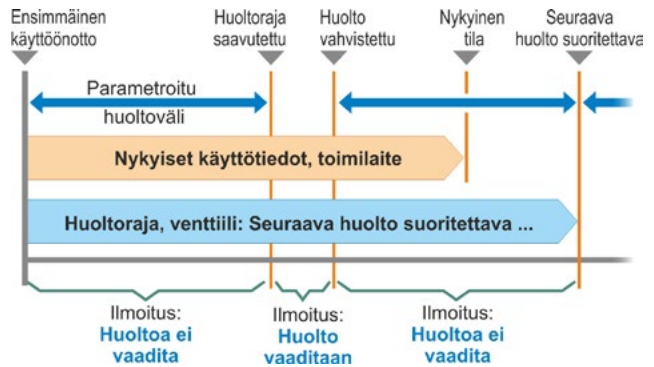 Ensimmäinen
käyttöönotto
Huoltoraja
saavutettu
Huolto
vahvistettu
Nykyinen
tila
Seuraava
huolto suoritettava
Parametroitu
huoltoväli
Nykyiset käyttötiedot, toimilaite
Huoltoraja, venttiili: Seuraava huolto suoritettava ...
Ilmoitus:
Huoltoa ei
vaadita
Ilmoitus:
Huolto
vaaditaan
Ilmoitus:
Huoltoa ei
vaadita